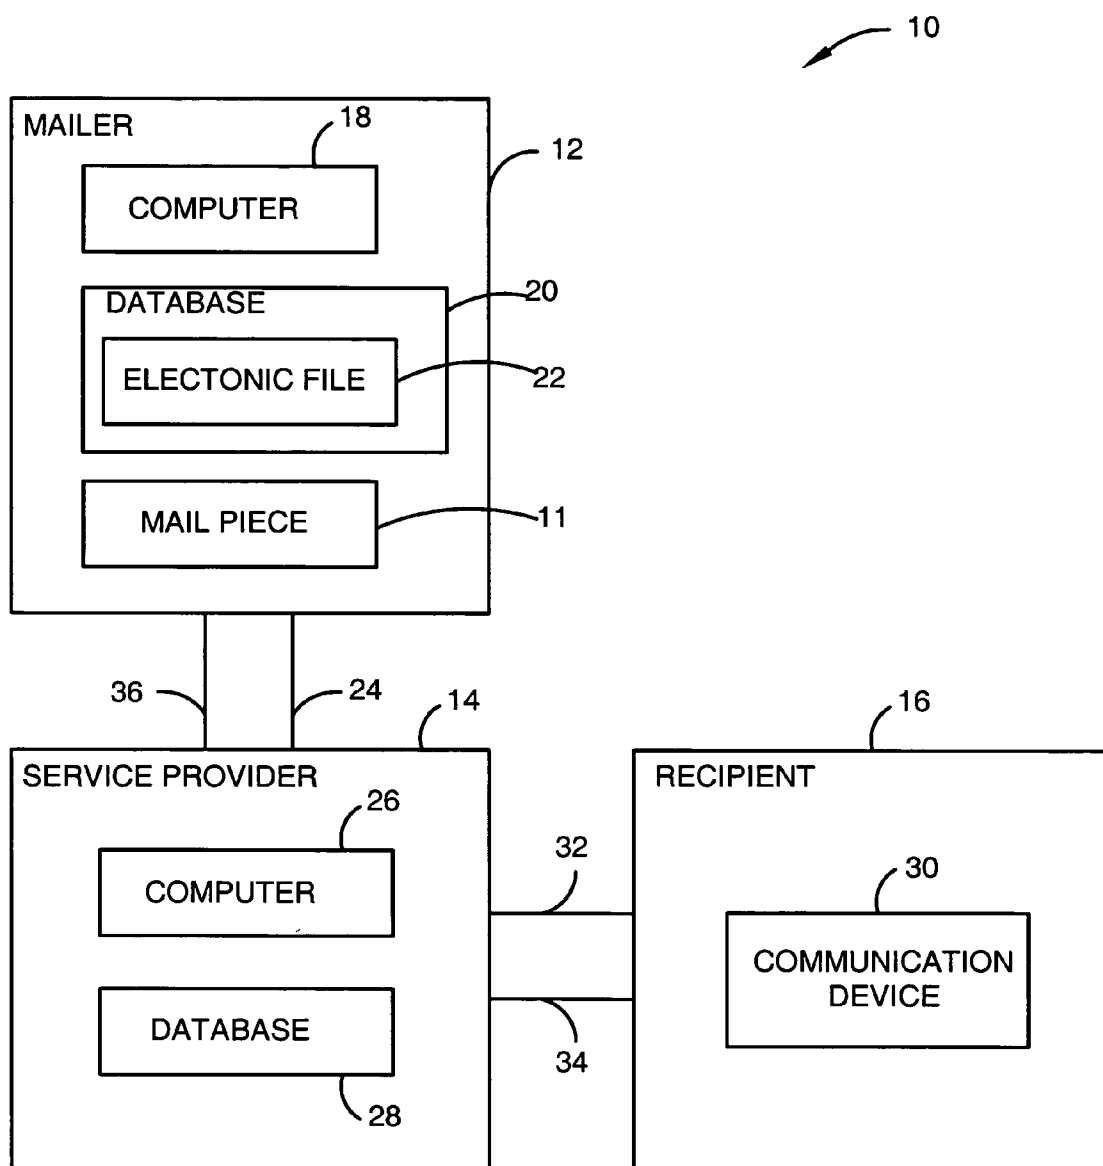 10
MAILER
18
12
COMPUTER
DATABASE
20
ELECTONIC FILE
22
MAIL PIECE
11
36
24
14
16
SERVICE PROVIDER
RECIPIENT
26
COMPUTER
32
30
COMMUNICATION
DEVICE
DATABASE
34
28